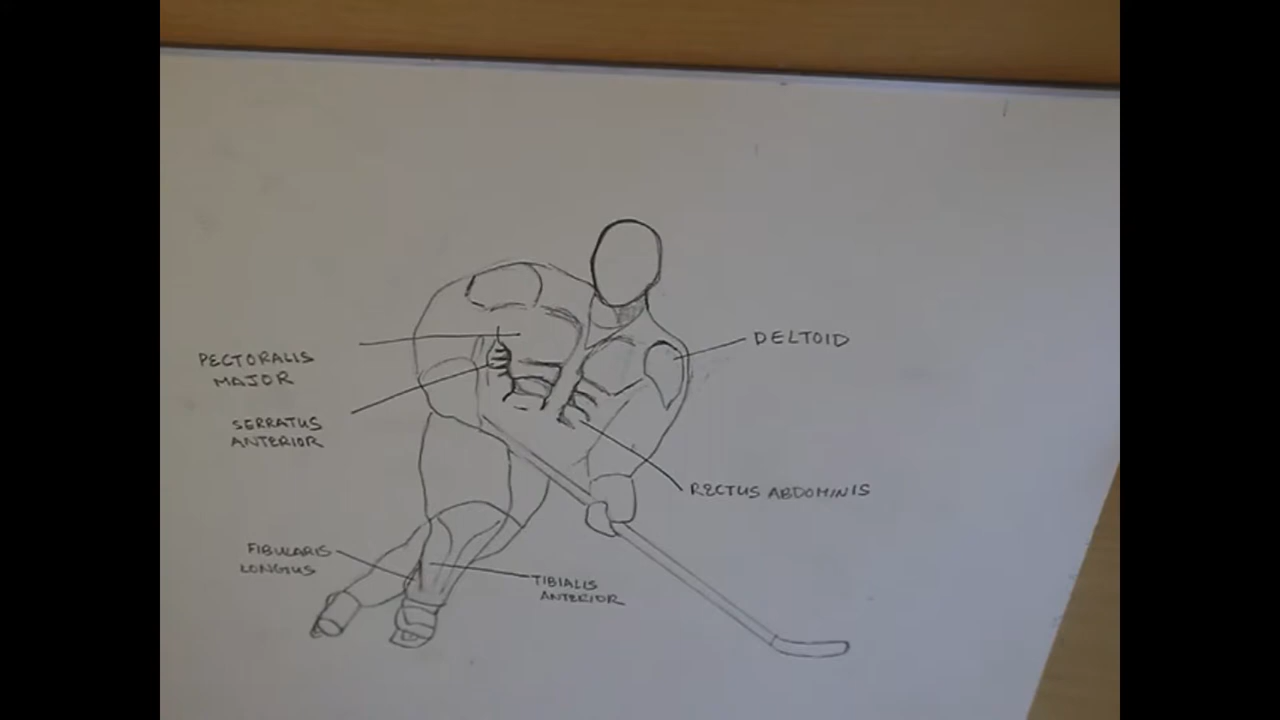 PECTORALIS
MAJOR
SERRATUS
ANTERIOR
FIBULARIS
LONGUS
DELTOID
RECTUS ABDOMINIS
TIBIALIS
ANTERIOR